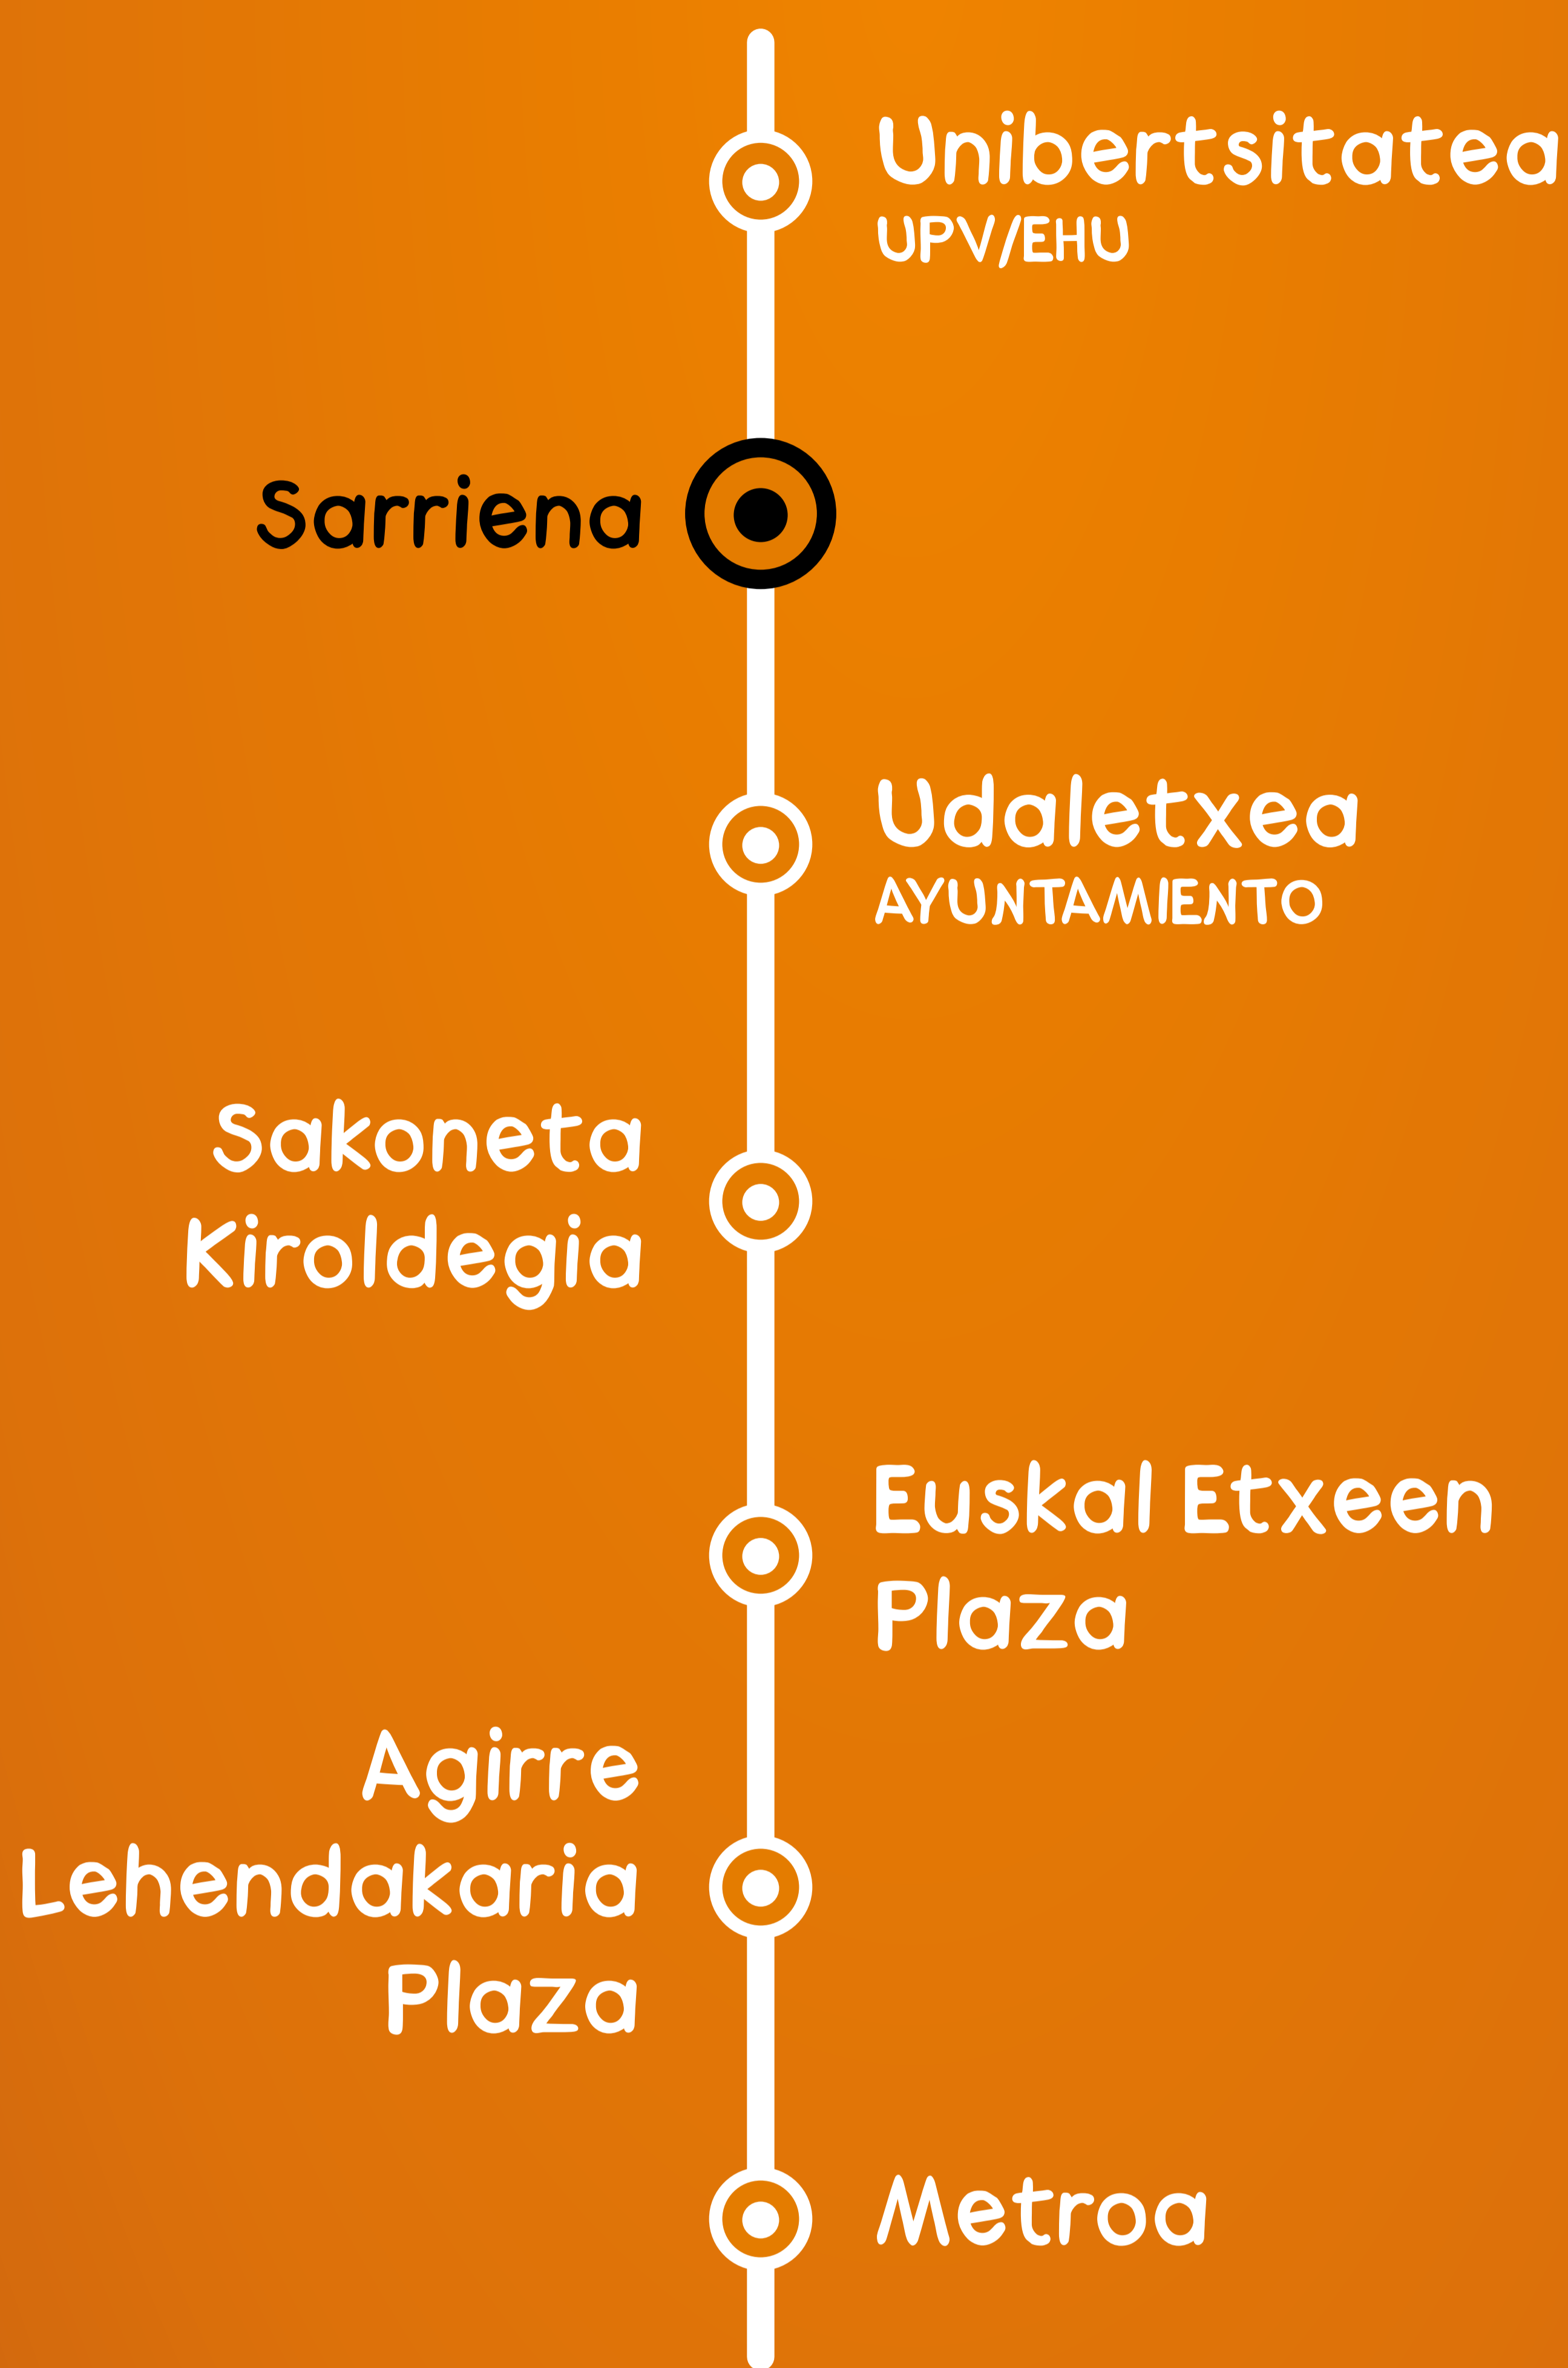 Unibertsitatea
UPV/EHU
Sarriena
Udaletxea
AYUNTAMIENTO
Sakoneta
Kiroldegia
Euskal Etxeen
Plaza
Agirre
Lehendakaria
Plaza
Metroa